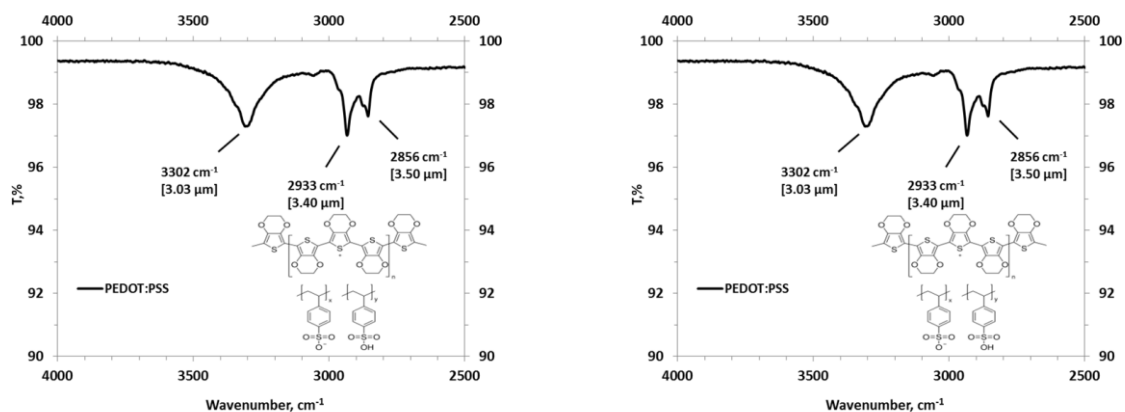 4000 3500 3000 2500
100 100
98 98
96 96
94 94
92 92
90 90
T,%
3302 cm⁻¹
[3.03 µm]
2933 cm⁻¹
[3.40 µm]
2856 cm⁻¹
[3.50 µm]
S O O S O O S O O S O O S O O
+
n
x y
O=S=O O=S=O
O⁻ OH
PEDOT:PSS
4000 3500 3000 2500
Wavenumber, cm⁻¹
4000 3500 3000 2500
100 100
98 98
96 96
94 94
92 92
90 90
T,%
3302 cm⁻¹
[3.03 µm]
2933 cm⁻¹
[3.40 µm]
2856 cm⁻¹
[3.50 µm]
S O O S O O S O O S O O S O O
+
n
x y
O=S=O O=S=O
O⁻ OH
PEDOT:PSS
4000 3500 3000 2500
Wavenumber, cm⁻¹